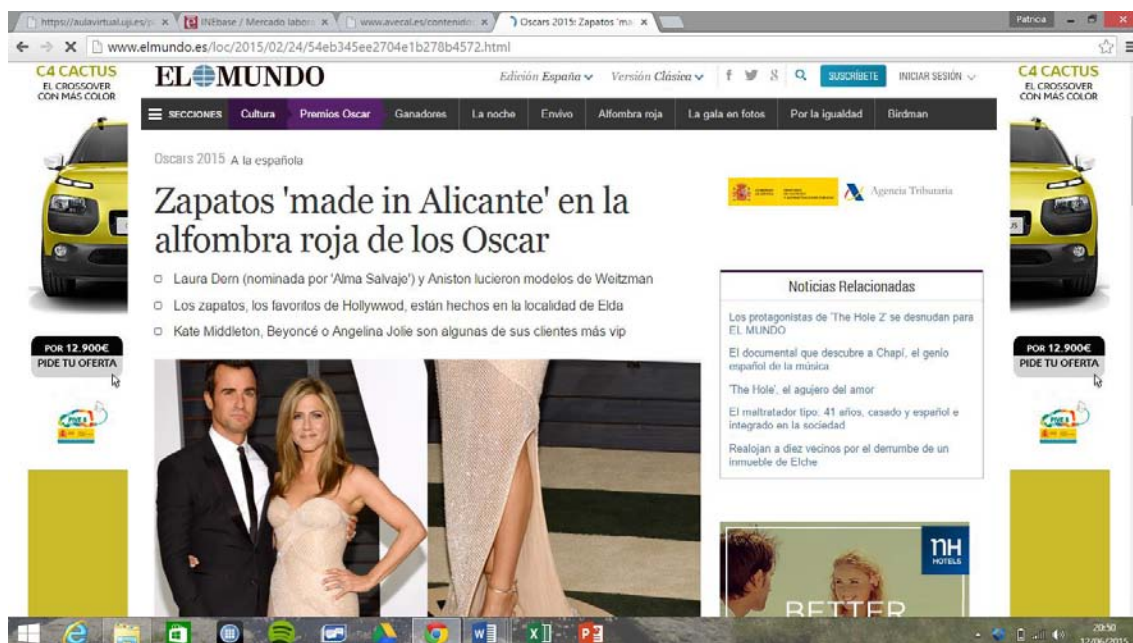 https://aulavirtual.uji.es/p
INEbase / Mercado labor
www.averal.es/contenido
Oscars 2015: Zapatos 'ma
Patricia
www.elmundo.es/loc/2015/02/24/54eb345ee2704e1b278b4572.html
C4 CACTUS
EL CROSSOVER
CON MÁS COLOR
EL MUNDO
Edición España
Versión Clásica
SUSCRÍBETE
INICIAR SESIÓN
C4 CACTUS
EL CROSSOVER
CON MÁS COLOR
SECCIONES
Cultura
Premios Oscar
Ganadores
La noche
Envivo
Alfombra roja
La gala en fotos
Por la igualdad
Birdman
Oscars 2015 A la española
Zapatos 'made in Alicante' en la
alfombra roja de los Oscar
Laura Dern (nominada por 'Alma Salvaje') y Aniston lucieron modelos de Weitzman
Los zapatos, los favoritos de Hollywwod, están hechos en la localidad de Elda
Kate Middleton, Beyoncé o Angelina Jolie son algunas de sus clientes más vip
Agencia Tributaria
Noticias Relacionadas
Los protagonistas de 'The Hole 2' se desnudan para
EL MUNDO
El documental que descubre a Chapí, el genio
español de la música
'The Hole', el agujero del amor
El maltratador tipo: 41 años, casado y español e
integrado en la sociedad
Realojan a diez vecinos por el derrumbe de un
inmueble de Elche
POR 12.900€
PIDE TU OFERTA
POR 12.900€
PIDE TU OFERTA
nH
HOTELS
BETTER
20:50
17/06/2015